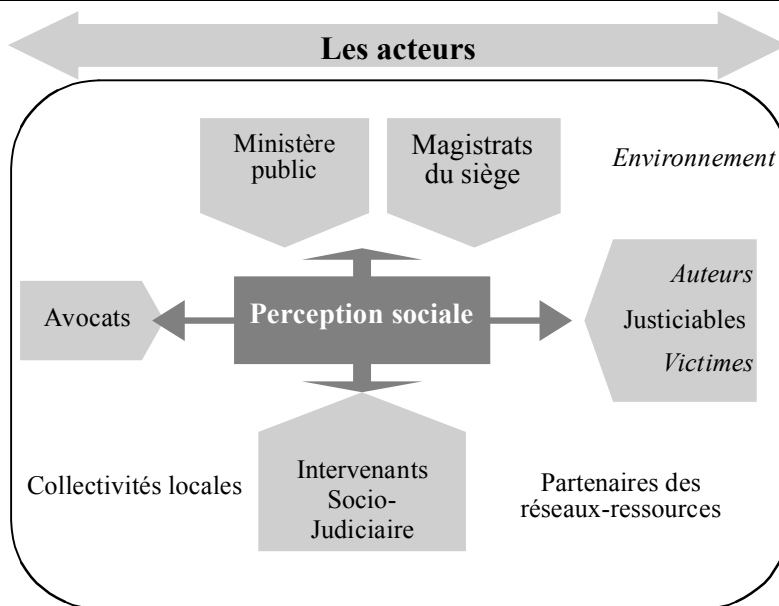 Les acteurs
Ministère
public
Magistrats
du siège
Environnement
Avocats
Perception sociale
Auteurs
Justiciables
Victimes
Collectivités locales
Intervenants
Socio-
Judiciaire
Partenaires des
réseaux-ressources